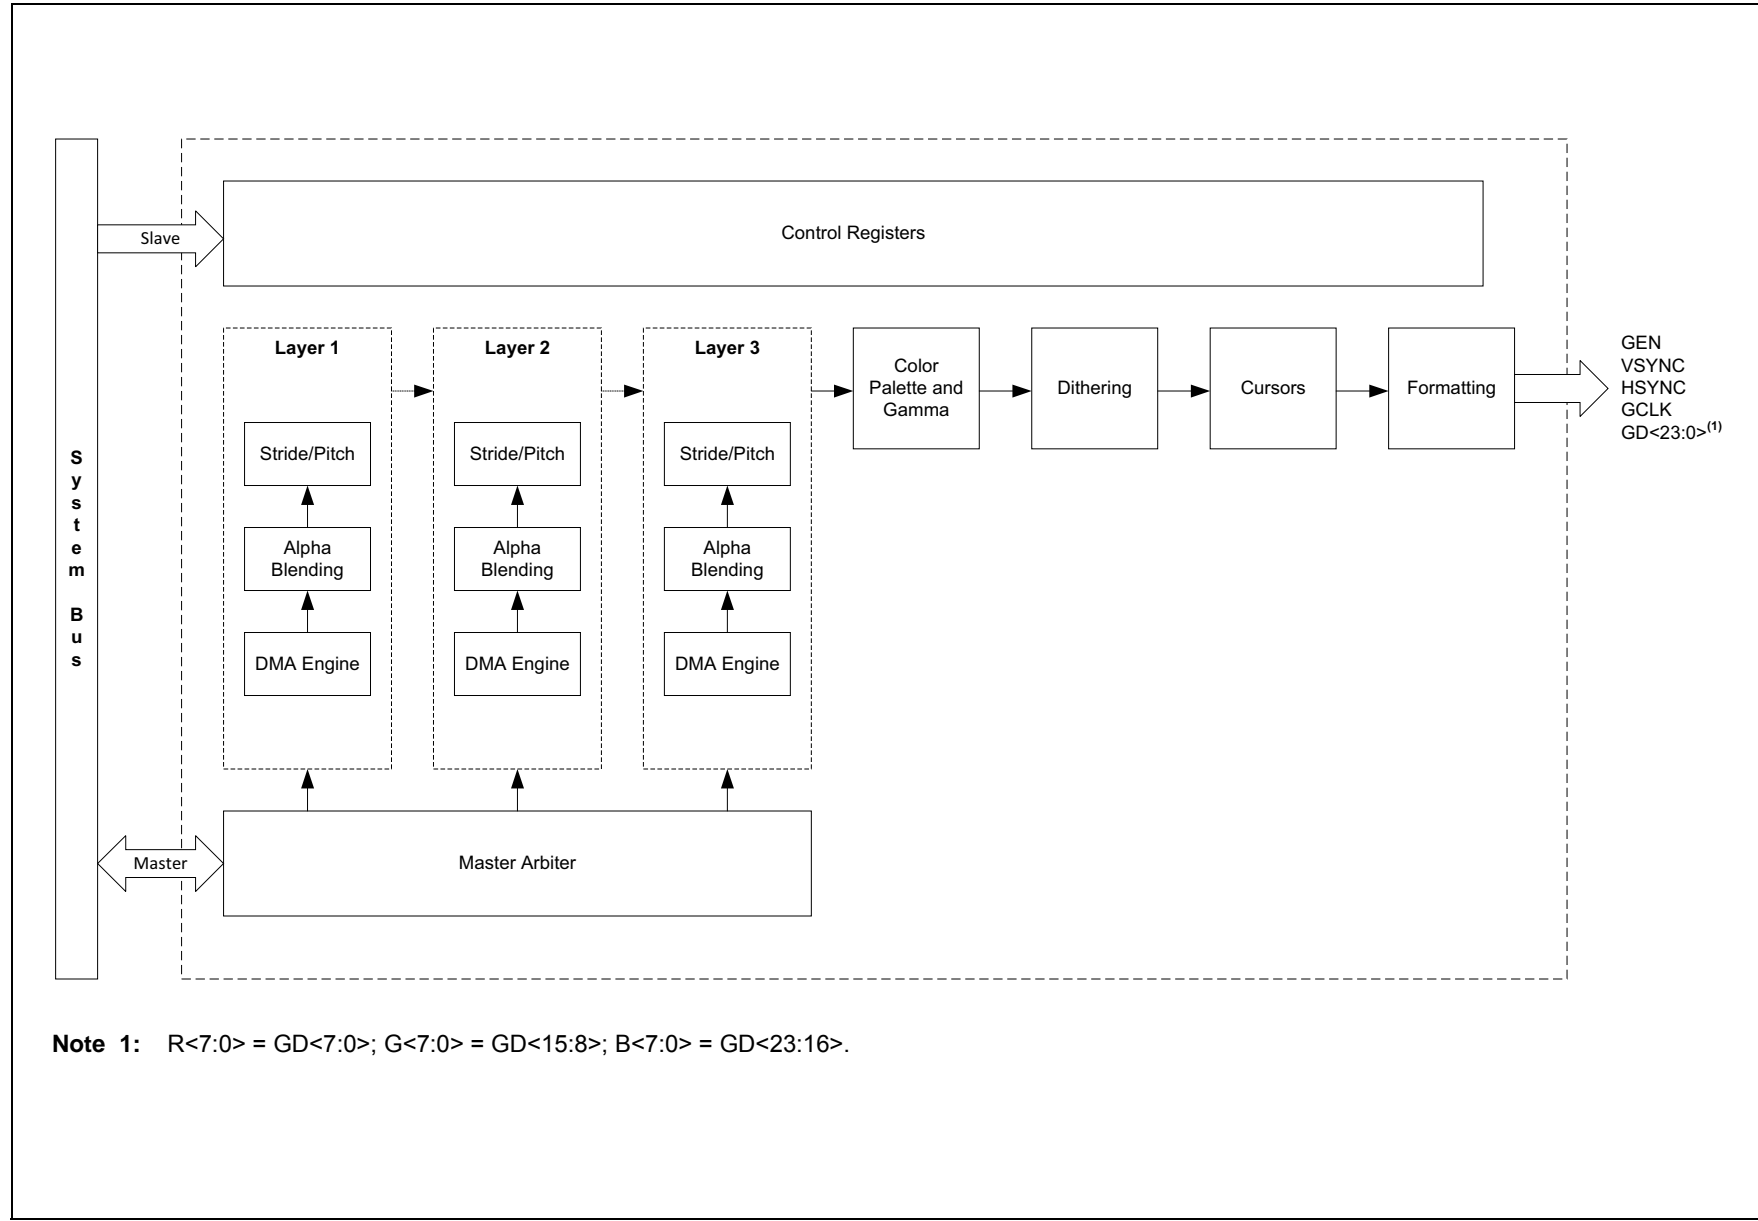 System Bus
Slave
Control Registers
Layer 1
Stride/Pitch
Alpha
Blending
DMA Engine
Layer 2
Stride/Pitch
Alpha
Blending
DMA Engine
Layer 3
Stride/Pitch
Alpha
Blending
DMA Engine
Color
Palette and
Gamma
Dithering
Cursors
Formatting
GEN
VSYNC
HSYNC
GCLK
GD<23:0>(1)
Master
Master Arbiter
Note 1: R<7:0> = GD<7:0>; G<7:0> = GD<15:8>; B<7:0> = GD<23:16>.